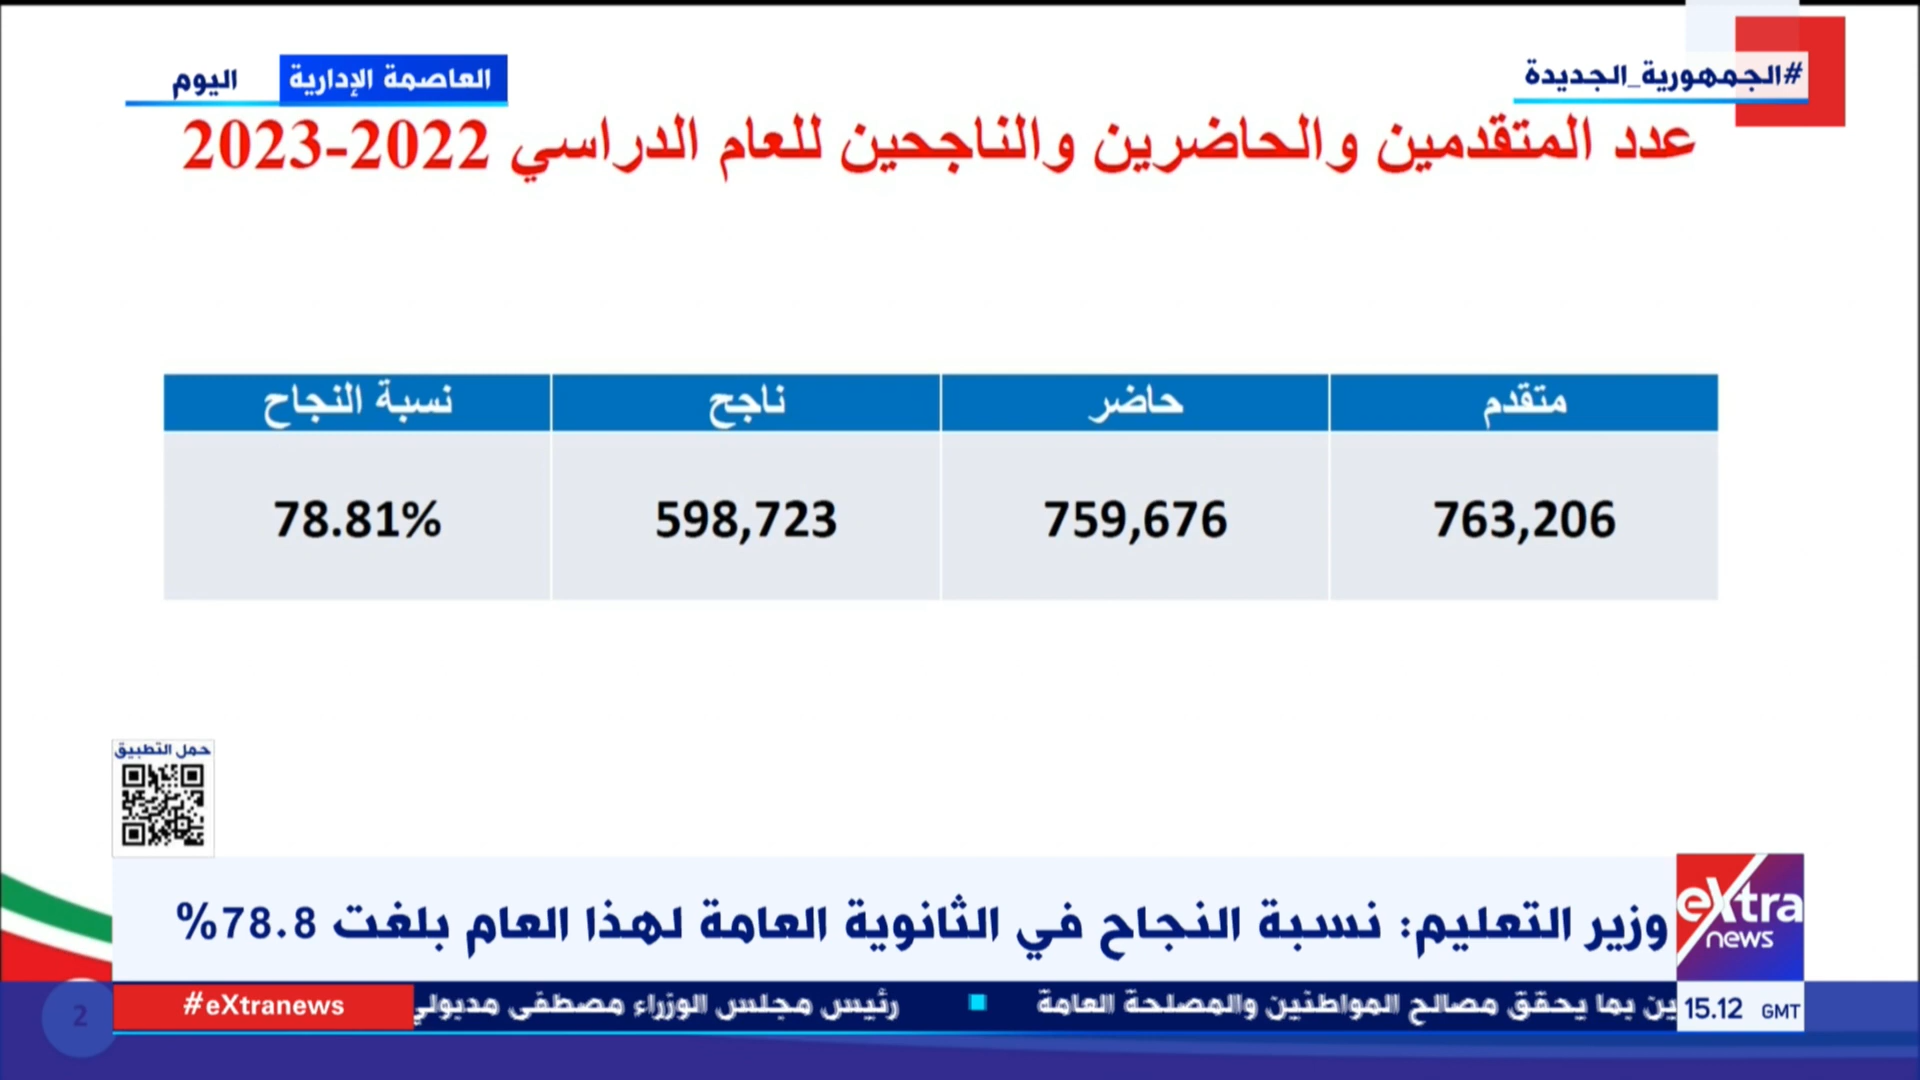 #الجمهورية_الجديدة
العاصمة الإدارية
اليوم
عدد المتقدمين والحاضرين والناجحين للعام الدراسي 2022-2023
متقدم حاضر ناجح نسبة النجاح
763,206 759,676 598,723 78.81%
حمل التطبيق
وزير التعليم: نسبة النجاح في الثانوية العامة لهذا العام بلغت 78.8%
eXtra
news
15.12 GMT
ين بما يحقق مصالح المواطنين والمصلحة العامة
رئيس مجلس الوزراء مصطفى مدبولي
#eXtranews
2